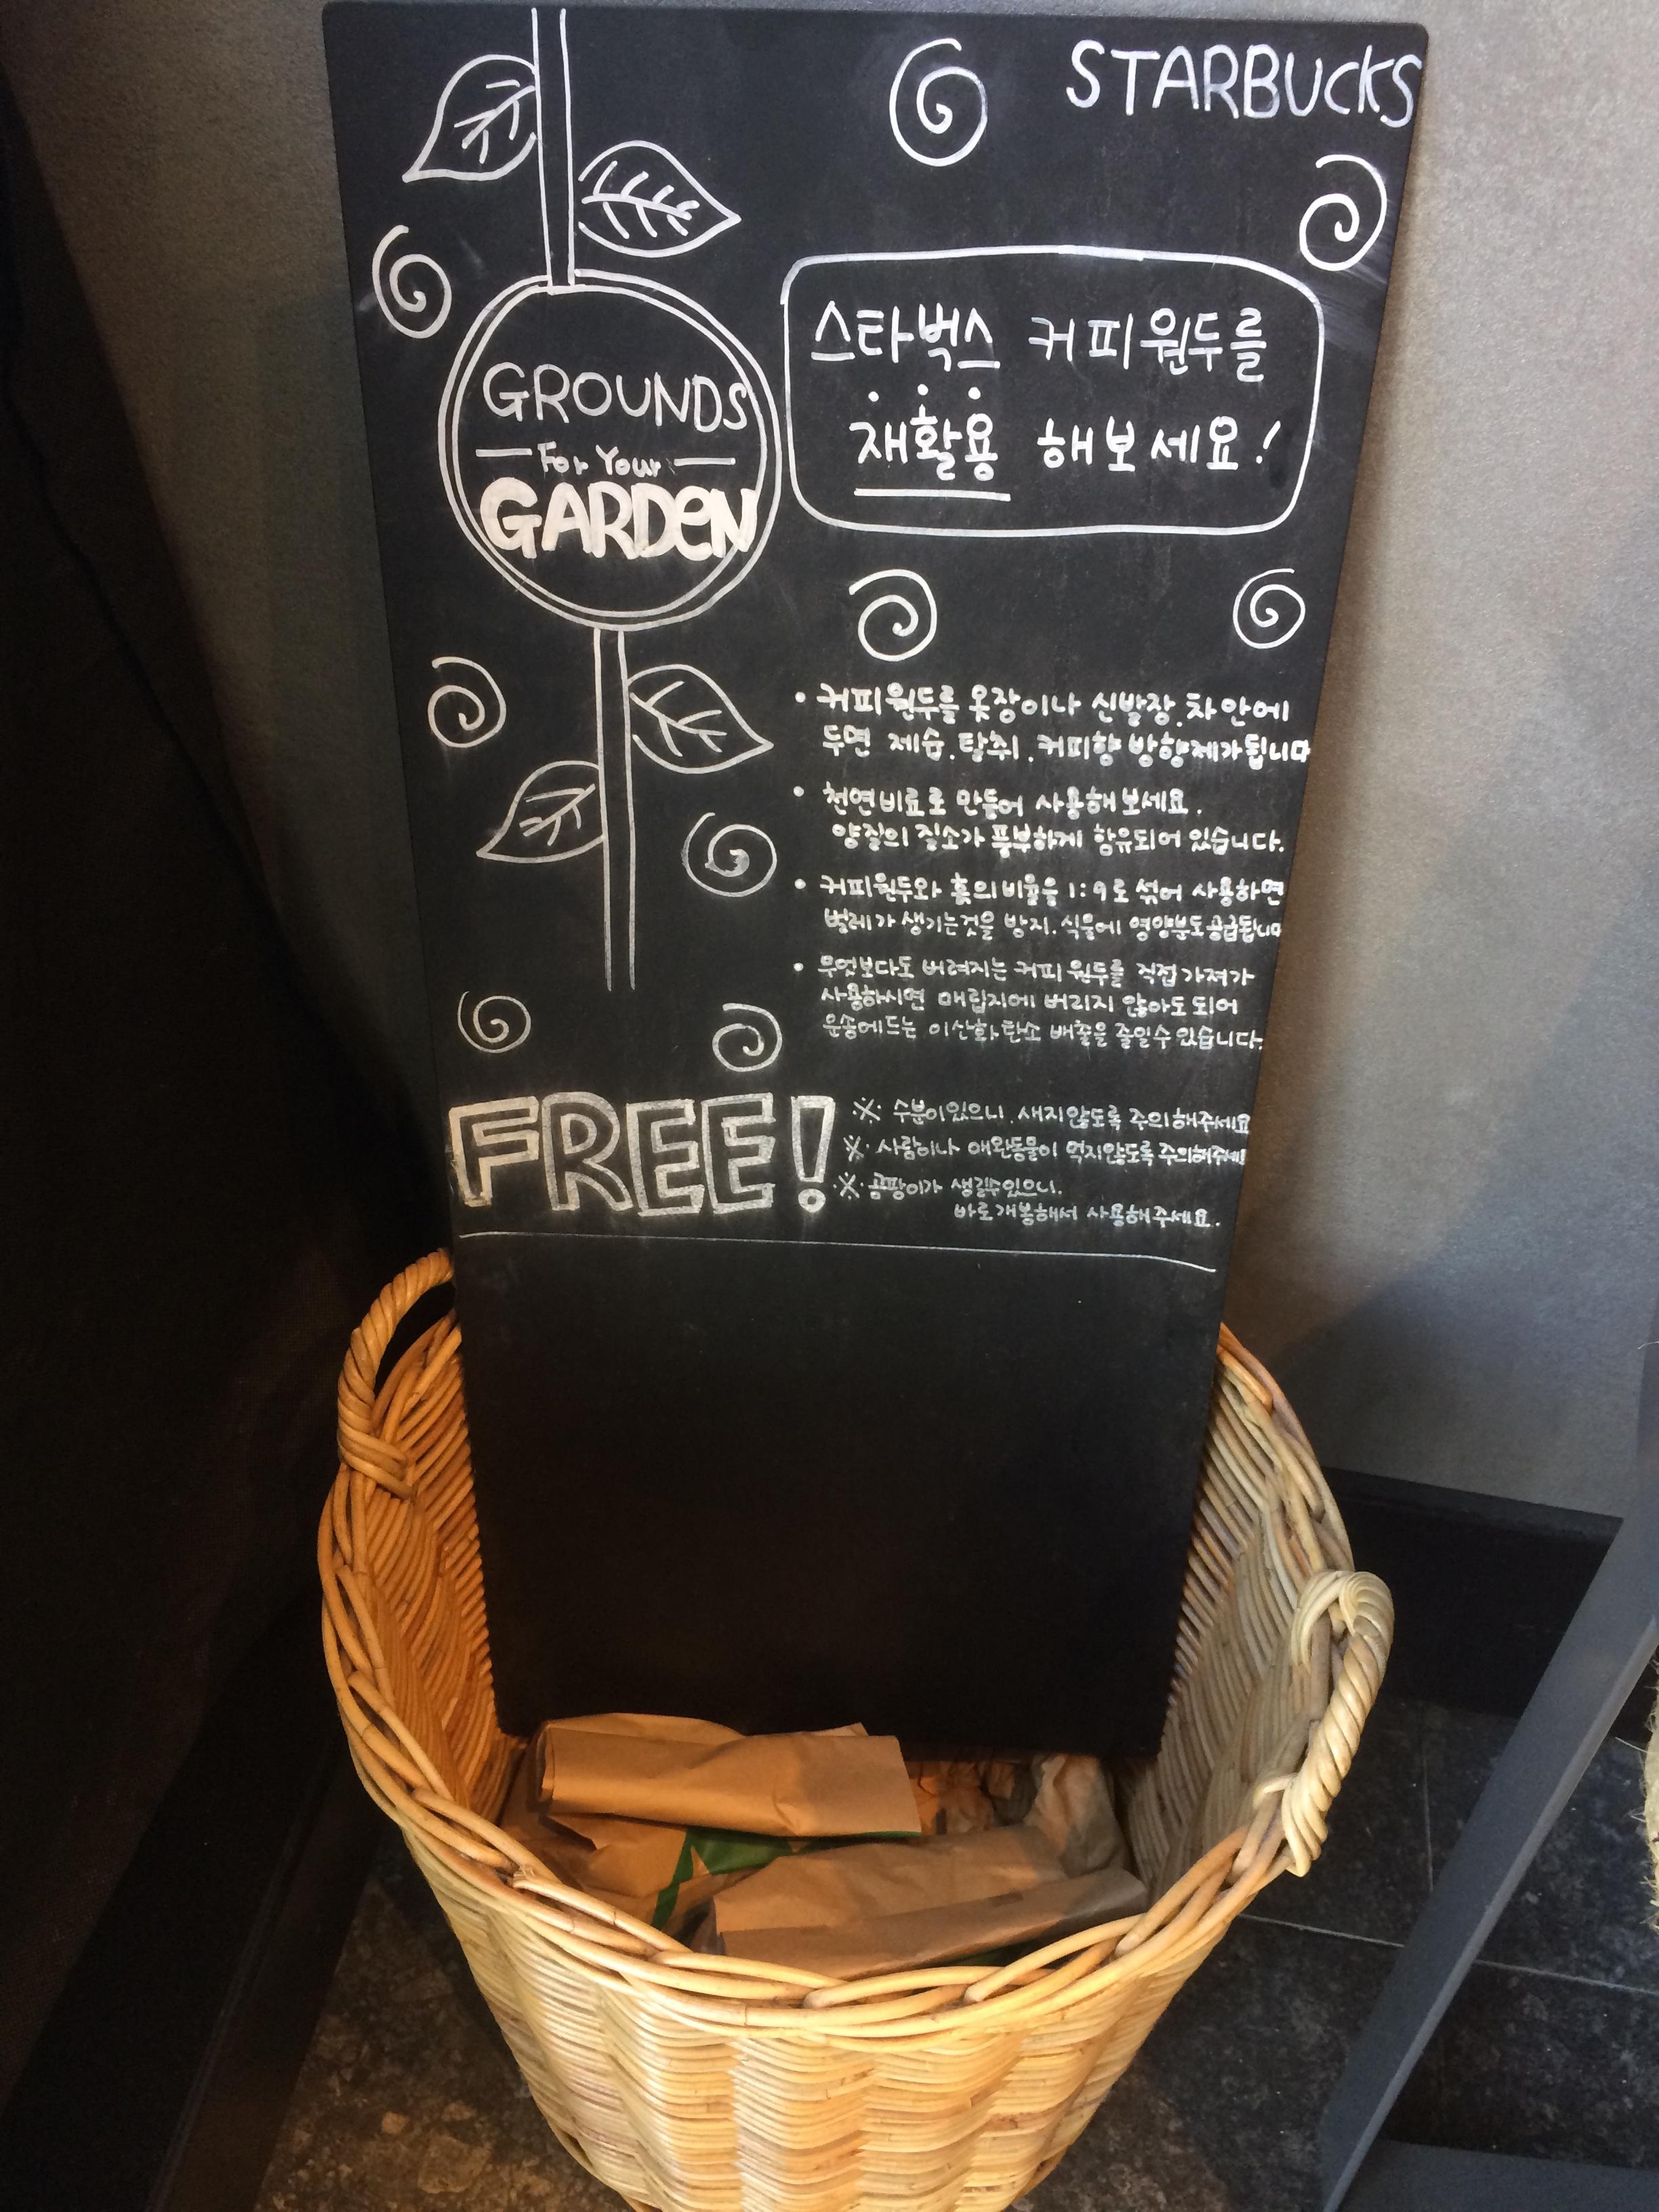 STARBUCKS
GROUNDS
For Your
GARDEN
스타벅스 커피원두를
재활용 해보세요!
• 커피원두를 옷장이나 신발장, 차안에
두면 제습, 탈취, 커피향 방향제가 됩니다
• 천연비료로 만들어 사용해 보세요.
양질의 질소가 풍부하게 함유되어 있습니다.
• 커피원두와 흙의 비율을 1:9로 섞어 사용하면
벌레가 생기는것을 방지, 식물에 영양분도 공급됩니다
• 무엇보다도 버려지는 커피 원두를 직접 가져가
사용하시면 매립지에 버리지 않아도 되어
운송에드는 이산화탄소 배출을 줄일수 있습니다.
FREE!
※ 수분이있으니, 새지않도록 주의해주세요
※ 사람이나 애완동물이 먹지않도록 주의해주세요
※ 곰팡이가 생길수있으니,
바로 개봉해서 사용해주세요.